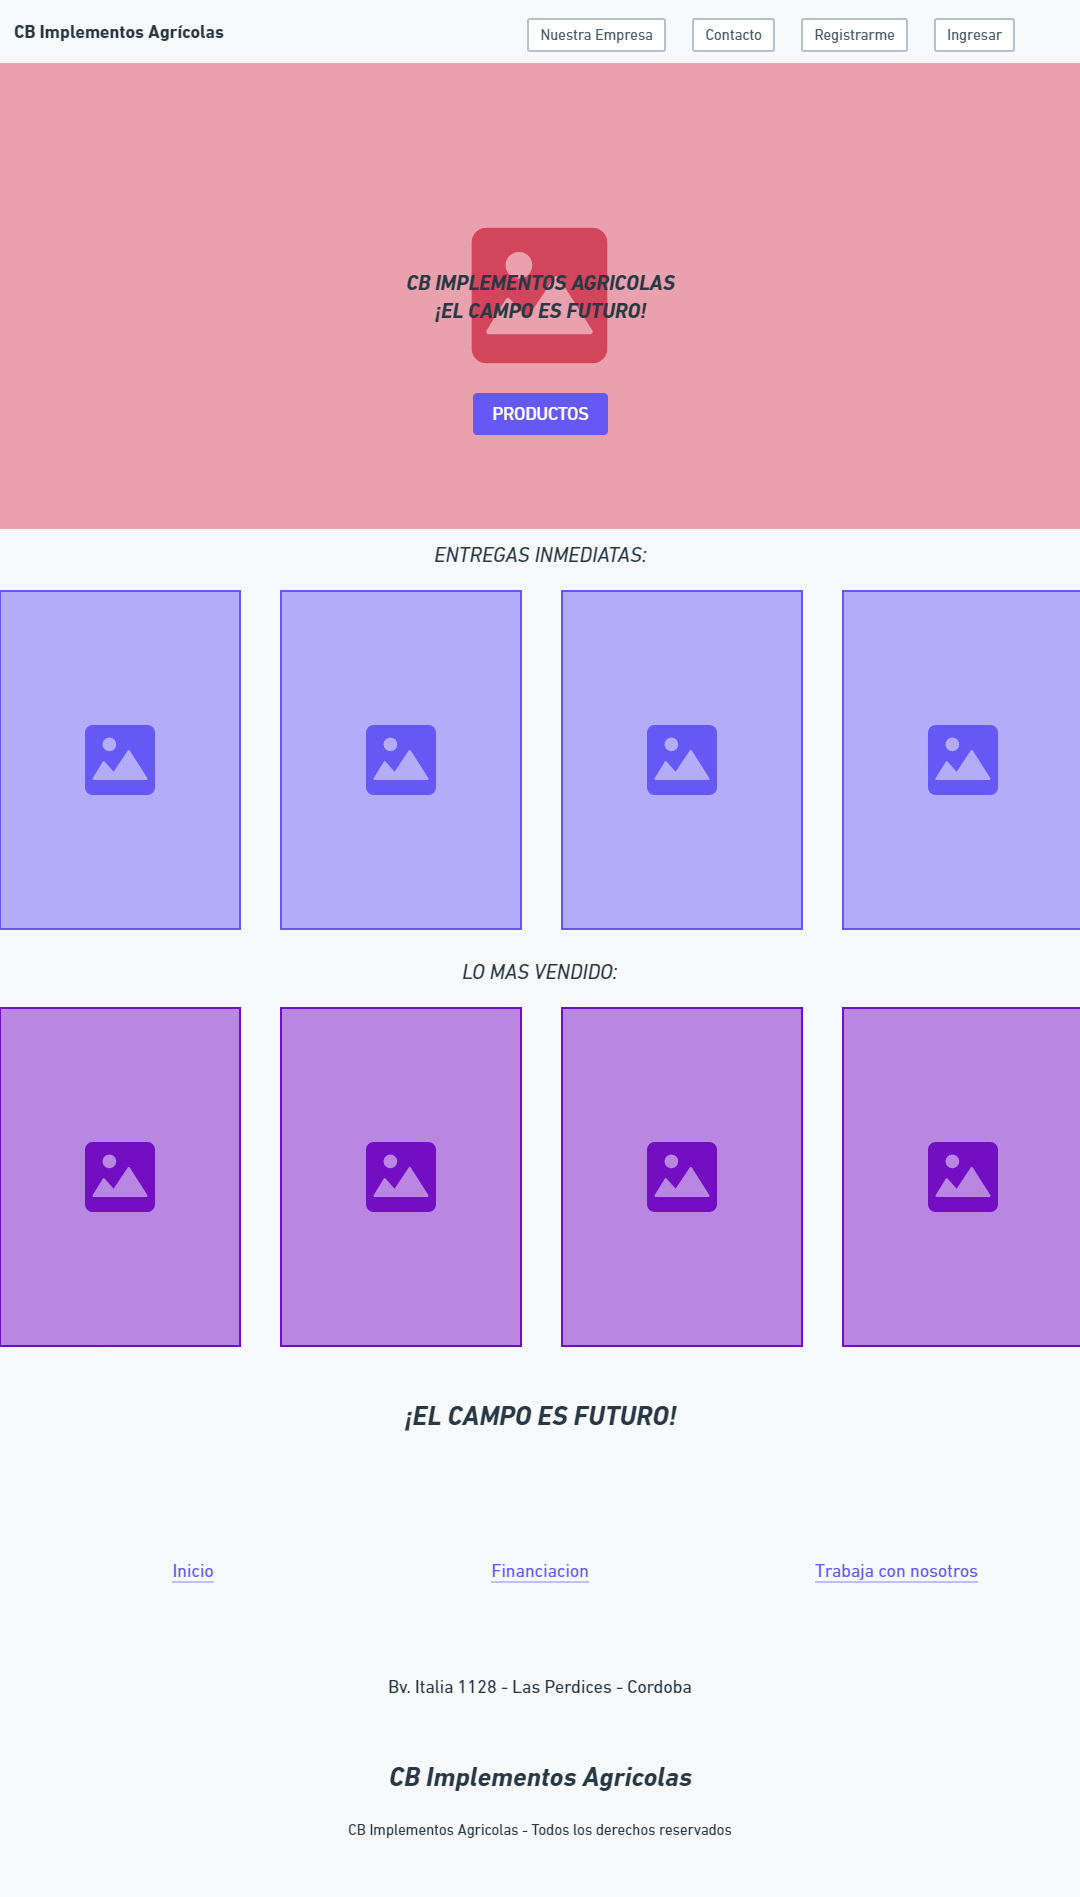 CB Implementos Agrícolas
Nuestra Empresa
Contacto
Registrarme
Ingresar
CB IMPLEMENTOS AGRICOLAS
¡EL CAMPO ES FUTURO!
PRODUCTOS
ENTREGAS INMEDIATAS:
LO MAS VENDIDO:
¡EL CAMPO ES FUTURO!
Inicio
Financiacion
Trabaja con nosotros
Bv. Italia 1128 - Las Perdices - Cordoba
CB Implementos Agricolas
CB Implementos Agricolas - Todos los derechos reservados